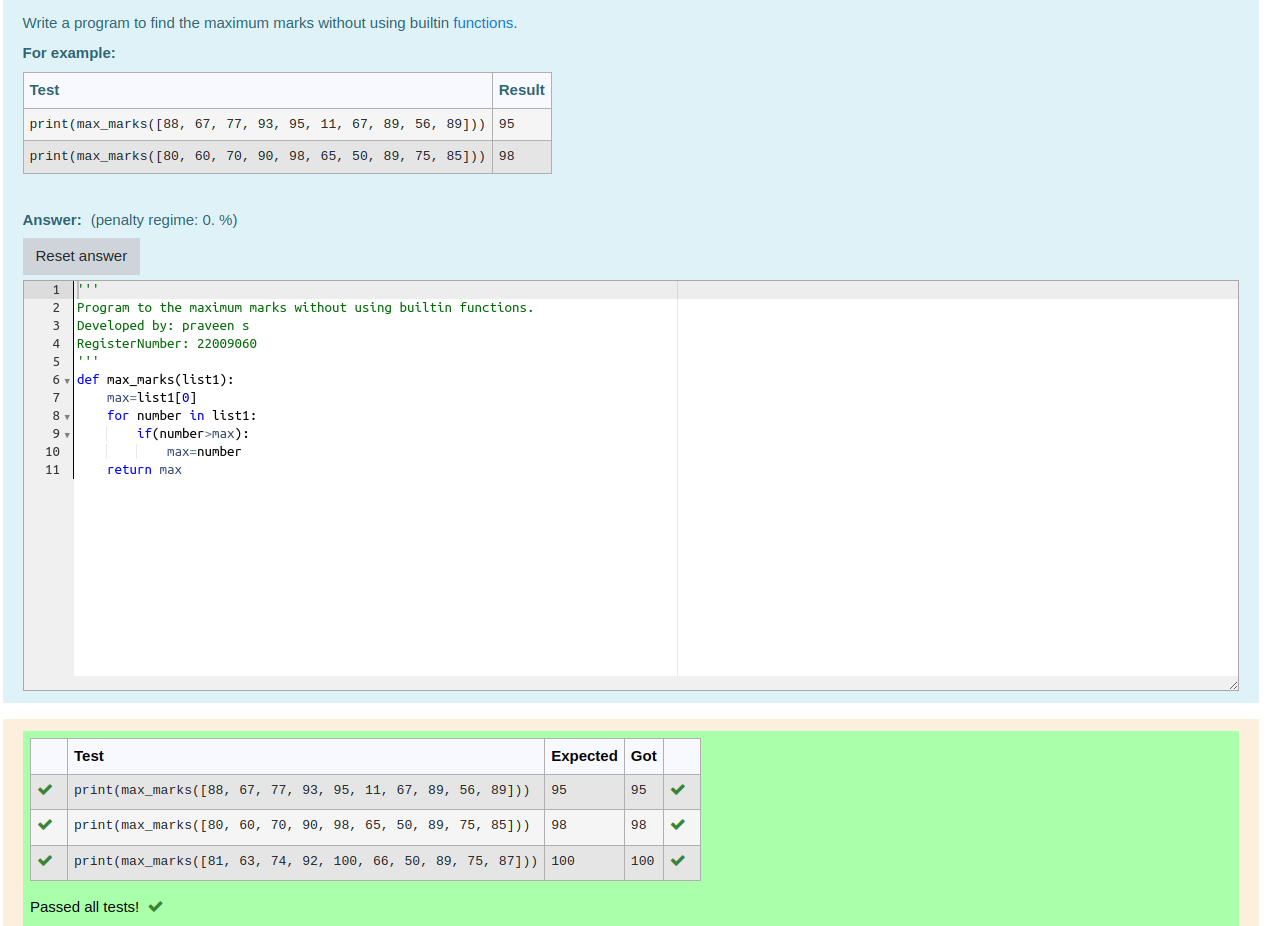 Write a program to find the maximum marks without using builtin functions.
For example:
Test Result
print(max_marks([88, 67, 77, 93, 95, 11, 67, 89, 56, 89])) 95
print(max_marks([80, 60, 70, 90, 98, 65, 50, 89, 75, 85])) 98
Answer: (penalty regime: 0. %)
Reset answer
1 '''
2 Program to the maximum marks without using builtin functions.
3 Developed by: praveen s
4 RegisterNumber: 22009060
5 '''
6 def max_marks(list1):
7     max=list1[0]
8     for number in list1:
9         if(number>max):
10             max=number
11     return max
Test Expected Got
print(max_marks([88, 67, 77, 93, 95, 11, 67, 89, 56, 89])) 95 95
print(max_marks([80, 60, 70, 90, 98, 65, 50, 89, 75, 85])) 98 98
print(max_marks([81, 63, 74, 92, 100, 66, 50, 89, 75, 87])) 100 100
Passed all tests!